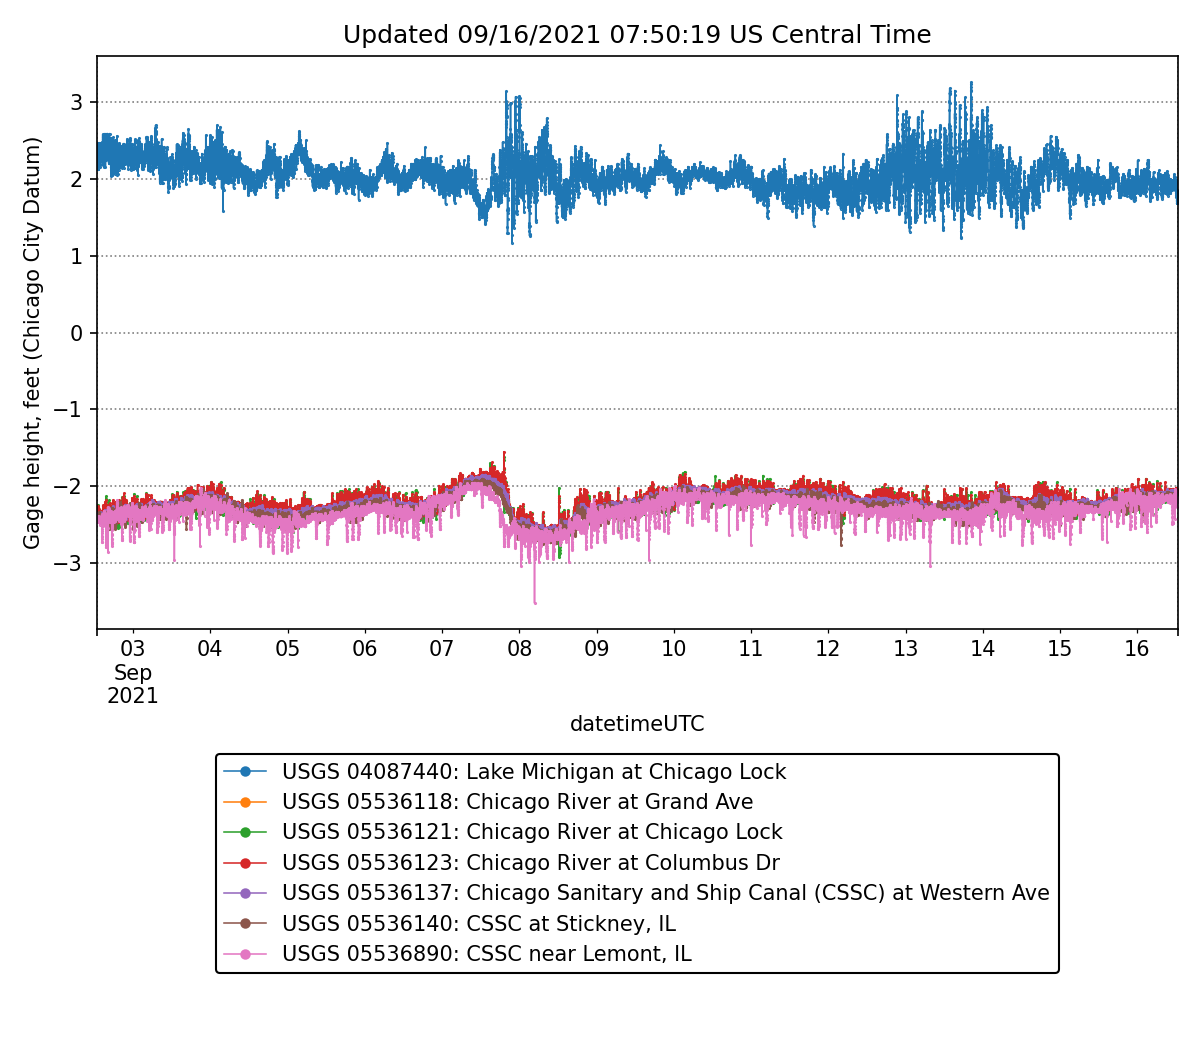 Updated 09/16/2021 07:50:19 US Central Time
Gage height, feet (Chicago City Datum)
3
2
1
0
−1
−2
−3
03 04 05 06 07 08 09 10 11 12 13 14 15 16
Sep
2021
datetimeUTC
USGS 04087440: Lake Michigan at Chicago Lock
USGS 05536118: Chicago River at Grand Ave
USGS 05536121: Chicago River at Chicago Lock
USGS 05536123: Chicago River at Columbus Dr
USGS 05536137: Chicago Sanitary and Ship Canal (CSSC) at Western Ave
USGS 05536140: CSSC at Stickney, IL
USGS 05536890: CSSC near Lemont, IL